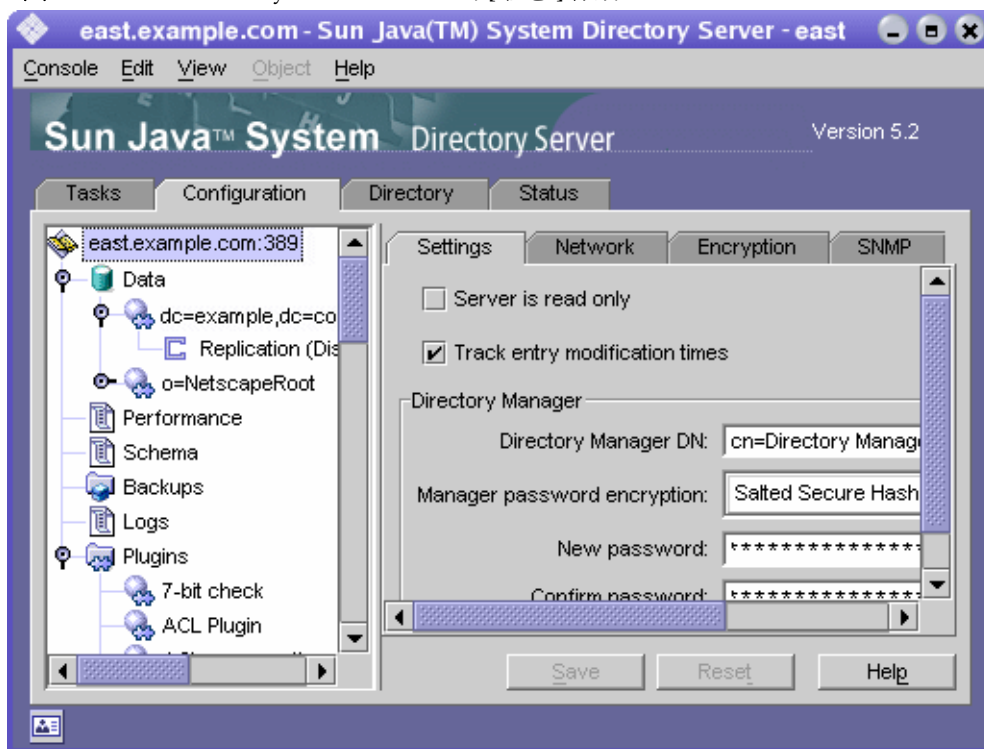 east.example.com - Sun Java(TM) System Directory Server - east
Console Edit View Object Help
Sun Java™ System Directory Server
Version 5.2
Tasks Configuration Directory Status
east.example.com:389
Data
dc=example,dc=co
Replication (Dis
o=NetscapeRoot
Performance
Schema
Backups
Logs
Plugins
7-bit check
ACL Plugin
Settings Network Encryption SNMP
Server is read only
Track entry modification times
Directory Manager
Directory Manager DN: cn=Directory Manage
Manager password encryption: Salted Secure Hash
New password: ****************
Confirm password: ****************
Save Reset Help